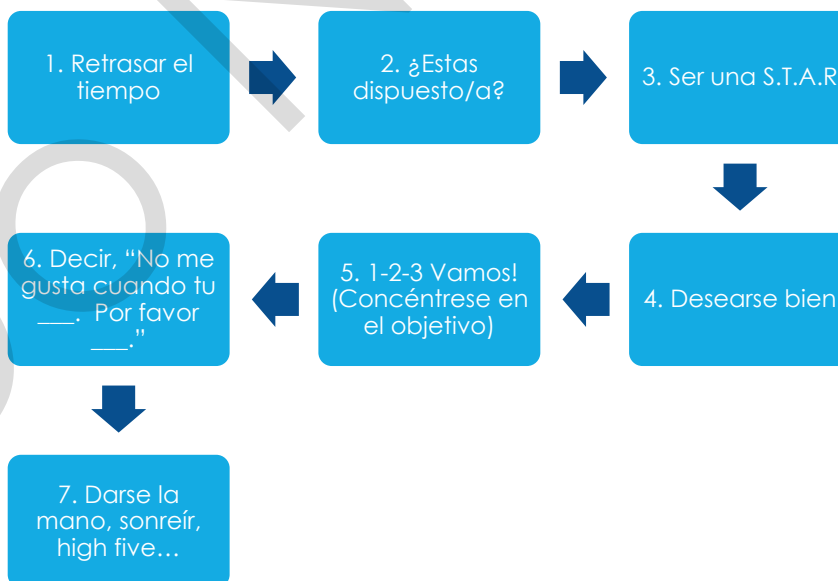 1. Retrasar el
tiempo
2. ¿Estas
dispuesto/a?
3. Ser una S.T.A.R
4. Desearse bien
5. 1-2-3 Vamos!
(Concéntrese en
el objetivo)
6. Decir, “No me
gusta cuando tu
___. Por favor
___.”
7. Darse la
mano, sonreír,
high five…